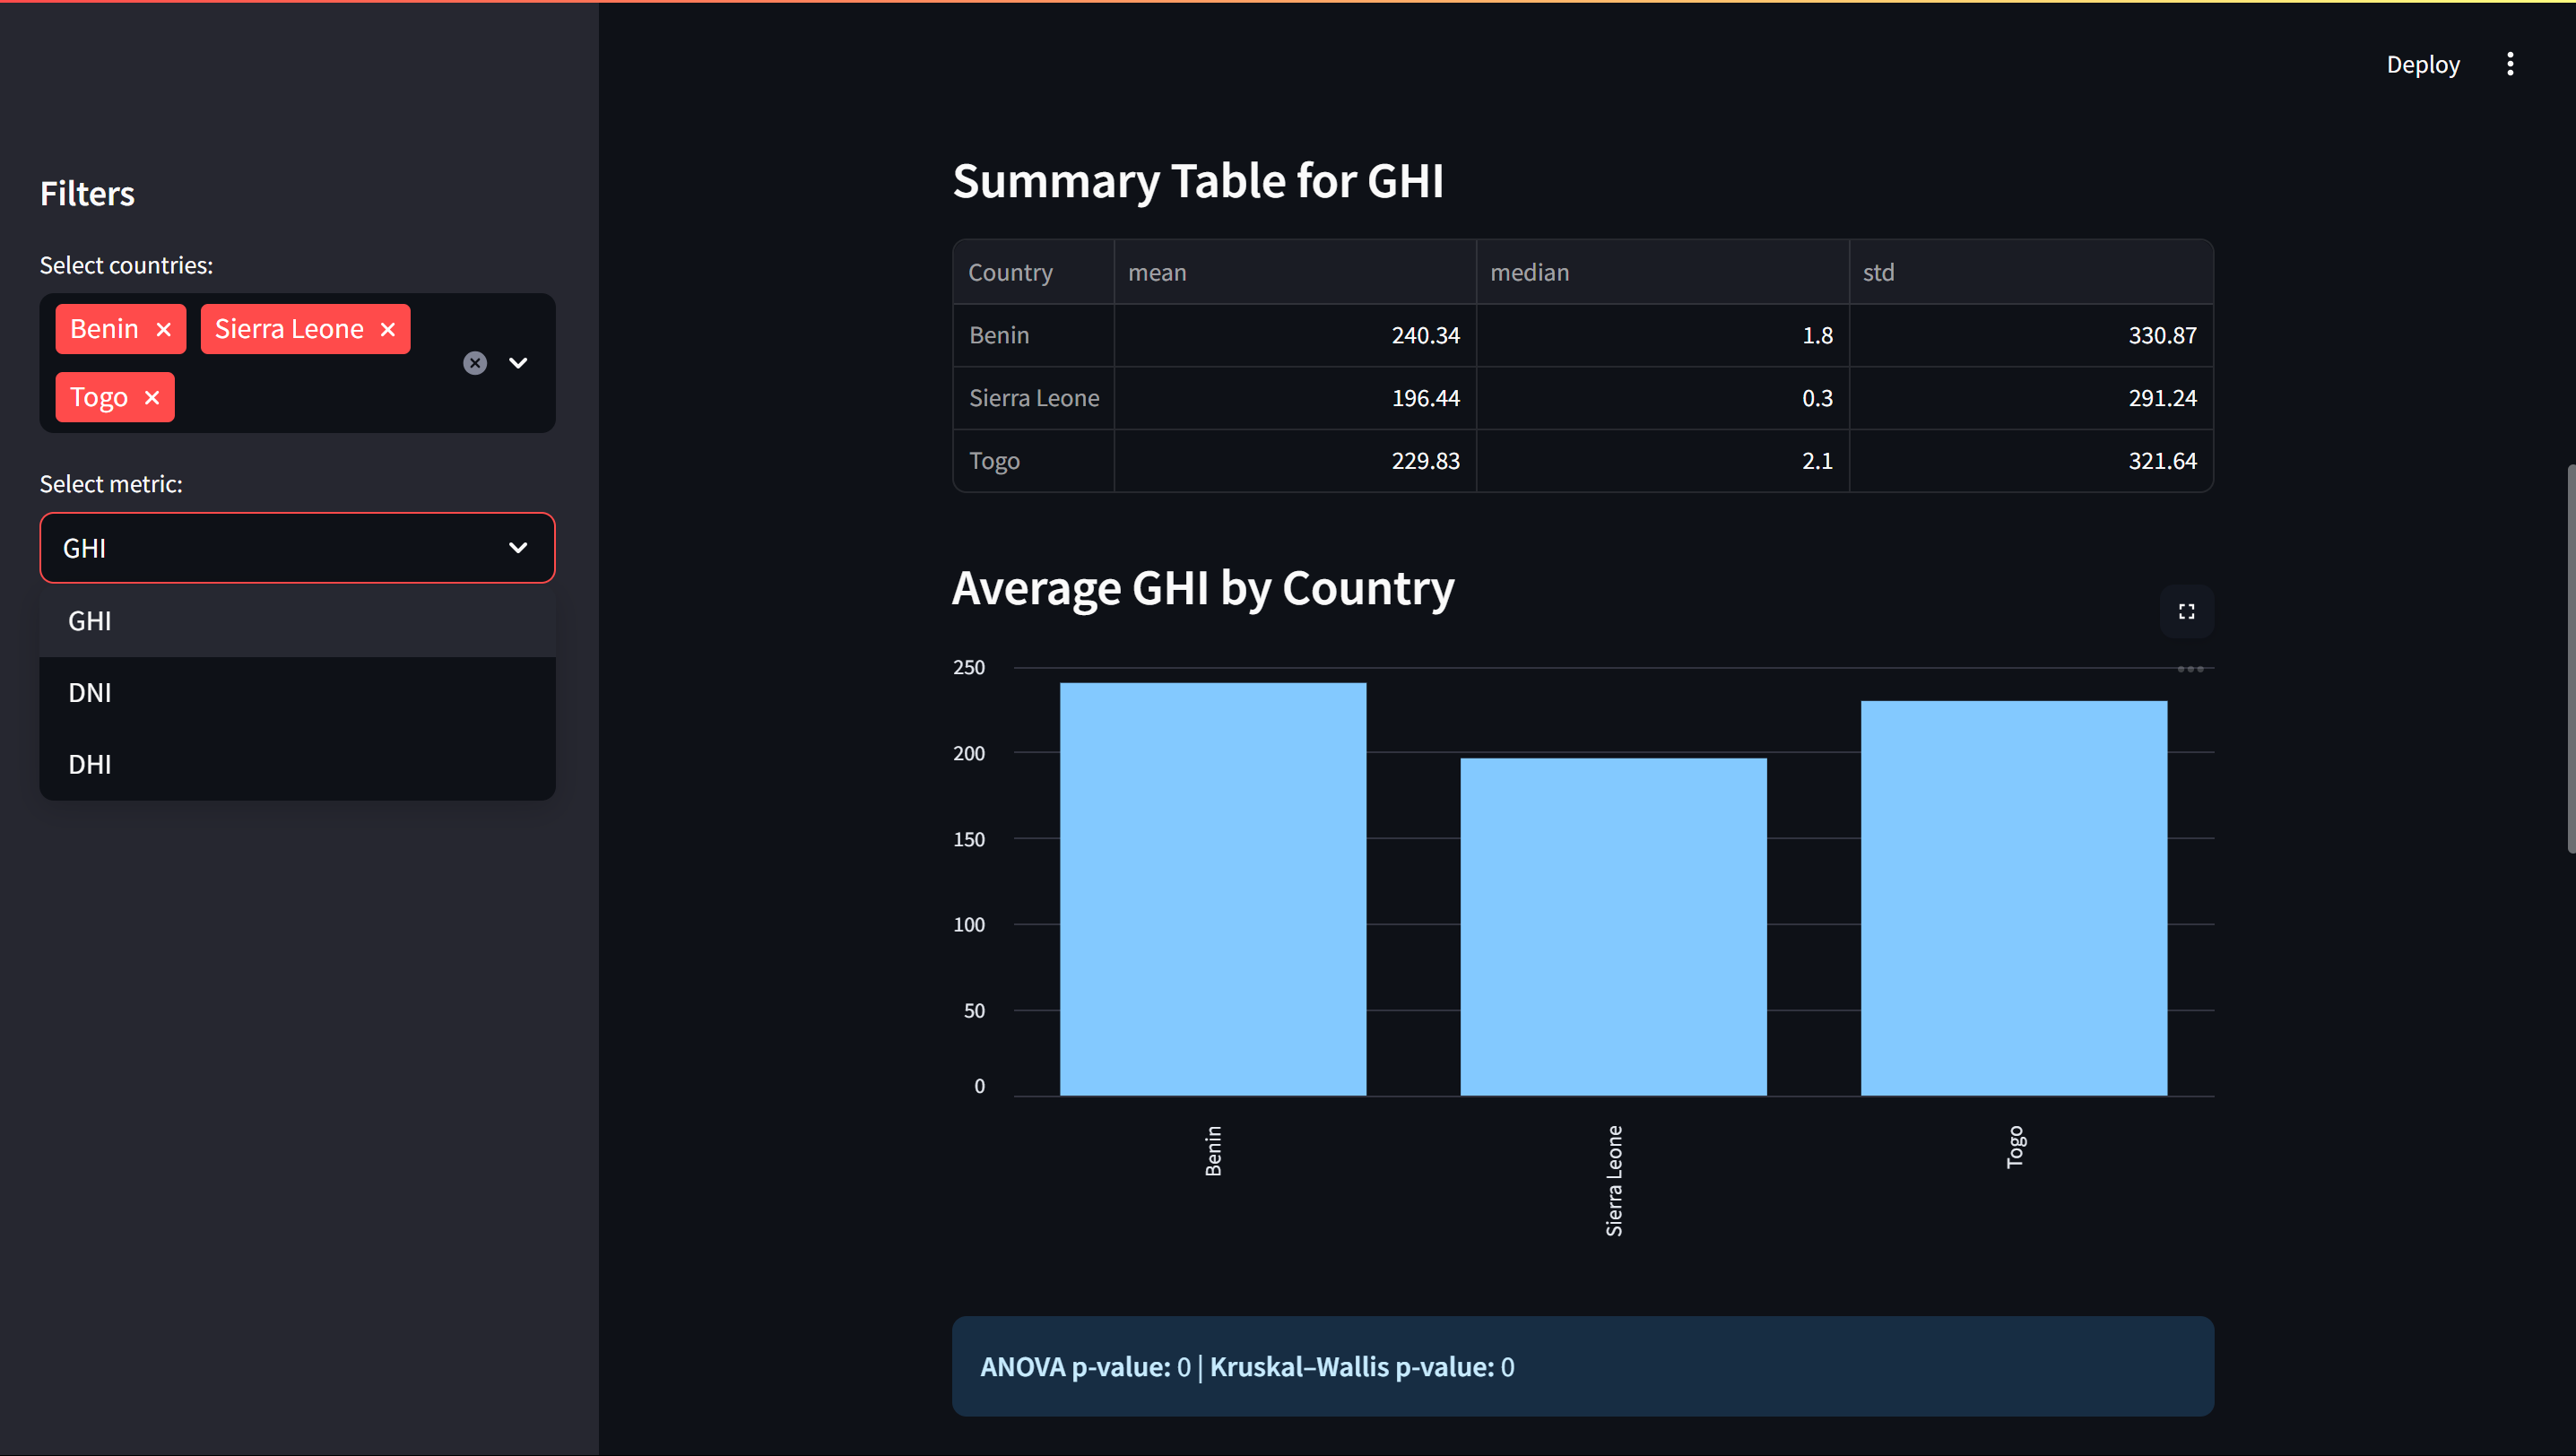 Deploy
Filters
Select countries:
Benin
Sierra Leone
Togo
Select metric:
GHI
GHI
DNI
DHI
Summary Table for GHI
Country mean median std
Benin 240.34 1.8 330.87
Sierra Leone 196.44 0.3 291.24
Togo 229.83 2.1 321.64
Average GHI by Country
250
200
150
100
50
0
Benin
Sierra Leone
Togo
ANOVA p-value: 0 | Kruskal–Wallis p-value: 0